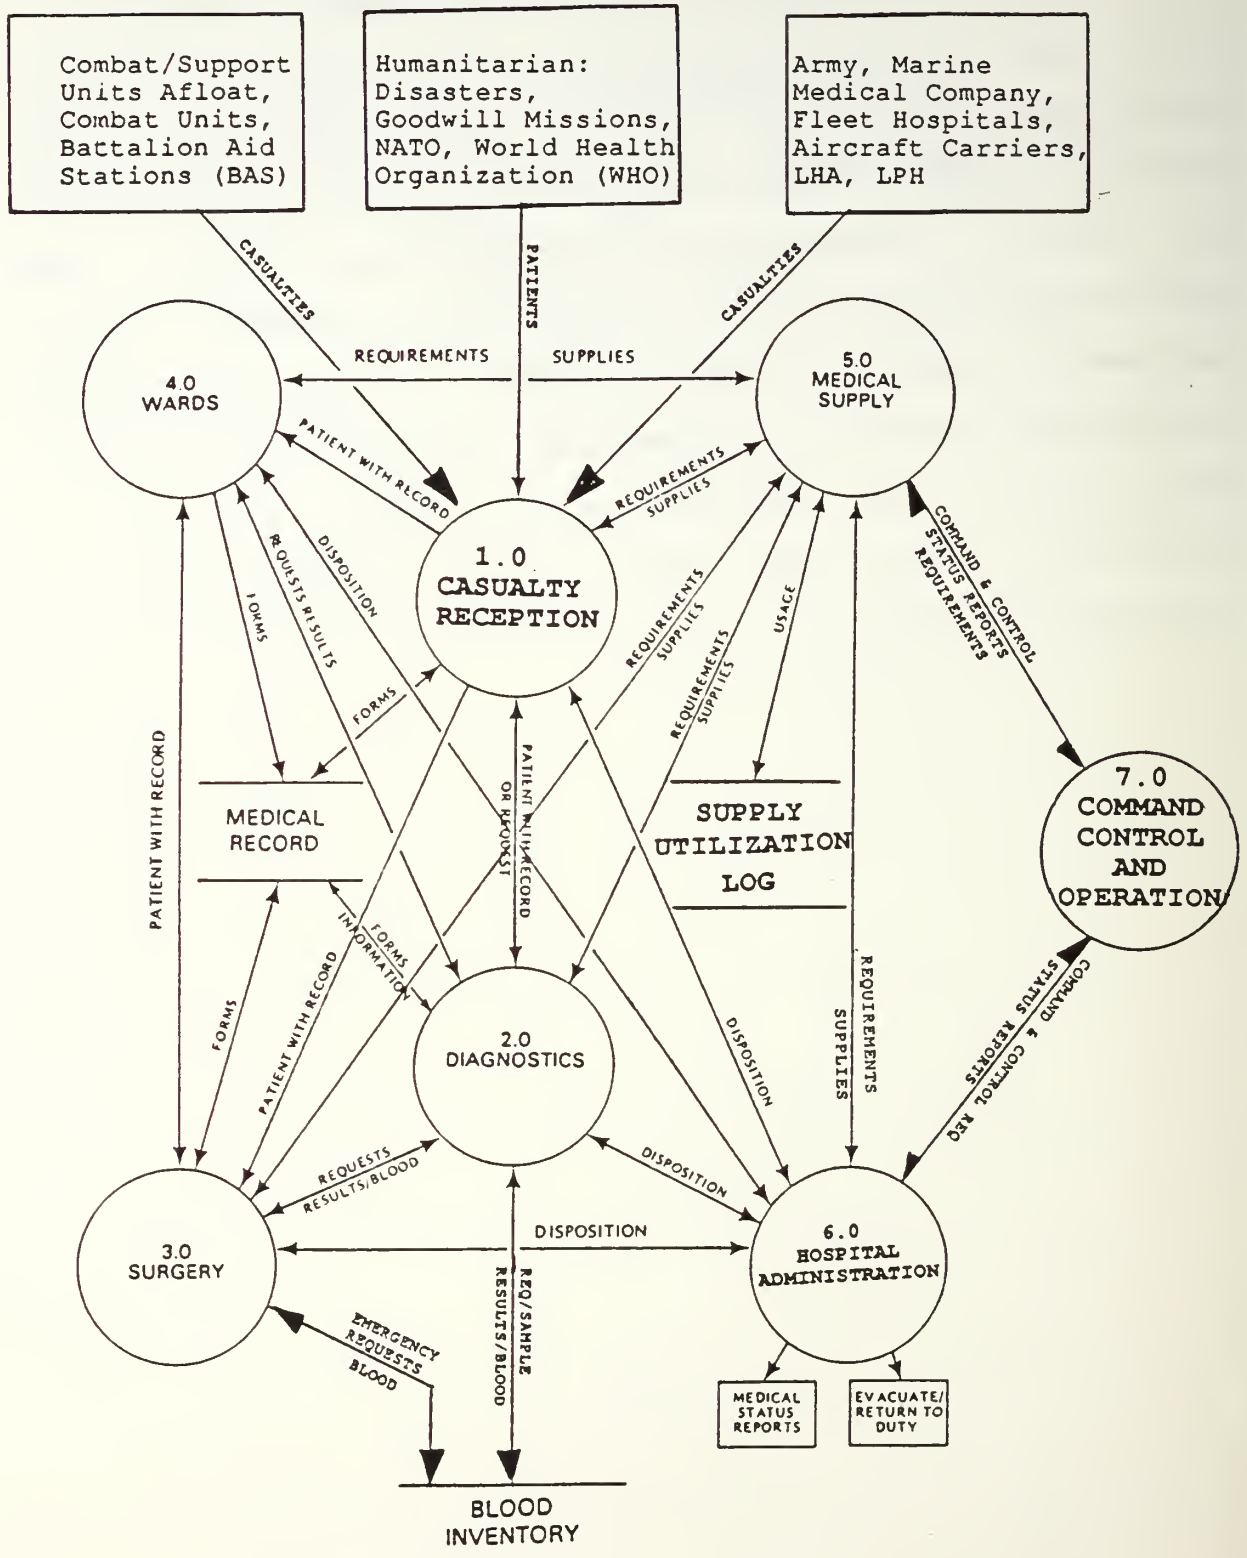 Combat/Support
Units Afloat,
Combat Units,
Battalion Aid
Stations (BAS)
Humanitarian:
Disasters,
Goodwill Missions,
NATO, World Health
Organization (WHO)
Army, Marine
Medical Company,
Fleet Hospitals,
Aircraft Carriers,
LHA, LPH
CASUALTIES
PATIENTS
CASUALTIES
4.0
WARDS
REQUIREMENTS
SUPPLIES
5.0
MEDICAL
SUPPLY
PATIENT WITH RECORD
REQUIREMENTS
SUPPLIES
1.0
CASUALTY
RECEPTION
COMMAND & CONTROL
STATUS REPORTS
REQUIREMENTS
FORMS
REQUESTS RESULTS
DISPOSITION
REQUIREMENTS
SUPPLIES
REQUIREMENTS
SUPPLIES
USAGE
FORMS
PATIENT WITH RECORD
MEDICAL
RECORD
PATIENT WITH RECORD
OR REQUEST
SUPPLY
UTILIZATION
LOG
7.0
COMMAND
CONTROL
AND
OPERATION
FORMS
INFORMATION
FORMS
PATIENT WITH RECORD
2.0
DIAGNOSTICS
DISPOSITION
REQUIREMENTS
SUPPLIES
COMMAND & CONTROL REQ
STATUS REPORTS
REQUESTS
RESULTS/BLOOD
DISPOSITION
DISPOSITION
3.0
SURGERY
6.0
HOSPITAL
ADMINISTRATION
EMERGENCY
REQUESTS
BLOOD
REQ/SAMPLE
RESULTS/BLOOD
MEDICAL
STATUS
REPORTS
EVACUATE/
RETURN TO
DUTY
BLOOD
INVENTORY